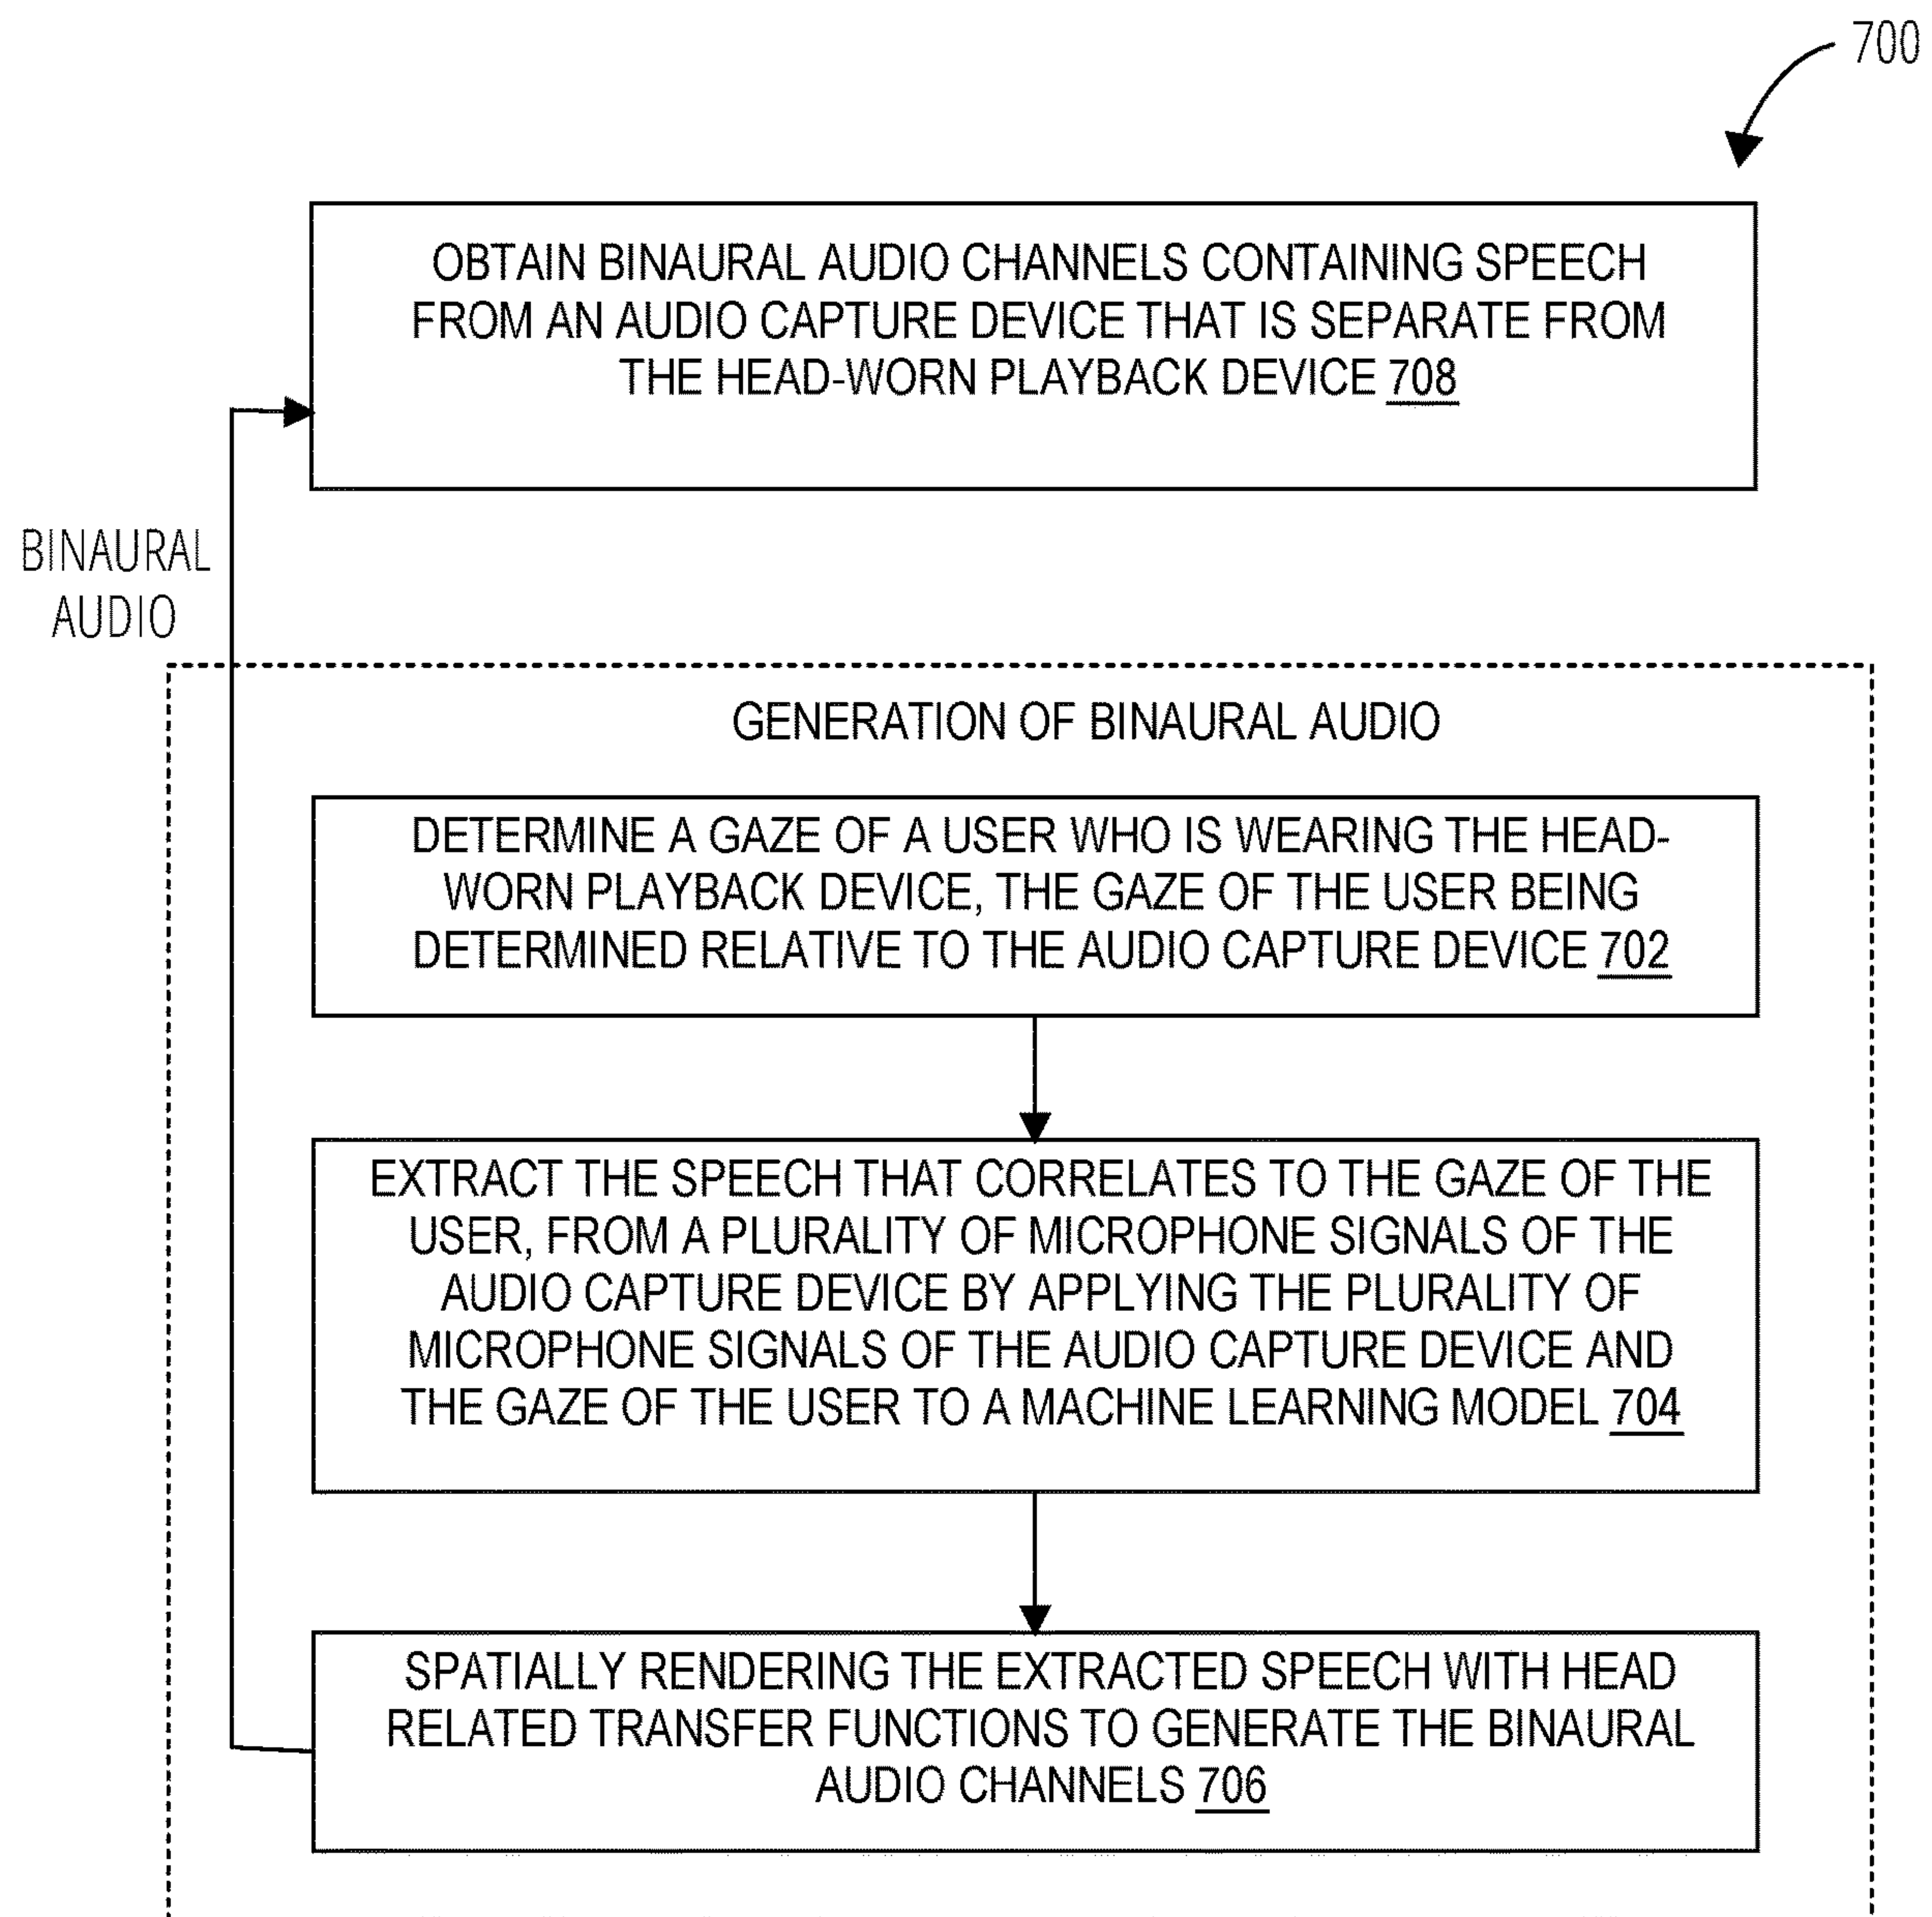 700
OBTAIN BINAURAL AUDIO CHANNELS CONTAINING SPEECH
FROM AN AUDIO CAPTURE DEVICE THAT IS SEPARATE FROM
THE HEAD-WORN PLAYBACK DEVICE 708
BINAURAL
AUDIO
GENERATION OF BINAURAL AUDIO
DETERMINE A GAZE OF A USER WHO IS WEARING THE HEAD-
WORN PLAYBACK DEVICE, THE GAZE OF THE USER BEING
DETERMINED RELATIVE TO THE AUDIO CAPTURE DEVICE 702
EXTRACT THE SPEECH THAT CORRELATES TO THE GAZE OF THE
USER, FROM A PLURALITY OF MICROPHONE SIGNALS OF THE
AUDIO CAPTURE DEVICE BY APPLYING THE PLURALITY OF
MICROPHONE SIGNALS OF THE AUDIO CAPTURE DEVICE AND
THE GAZE OF THE USER TO A MACHINE LEARNING MODEL 704
SPATIALLY RENDERING THE EXTRACTED SPEECH WITH HEAD
RELATED TRANSFER FUNCTIONS TO GENERATE THE BINAURAL
AUDIO CHANNELS 706